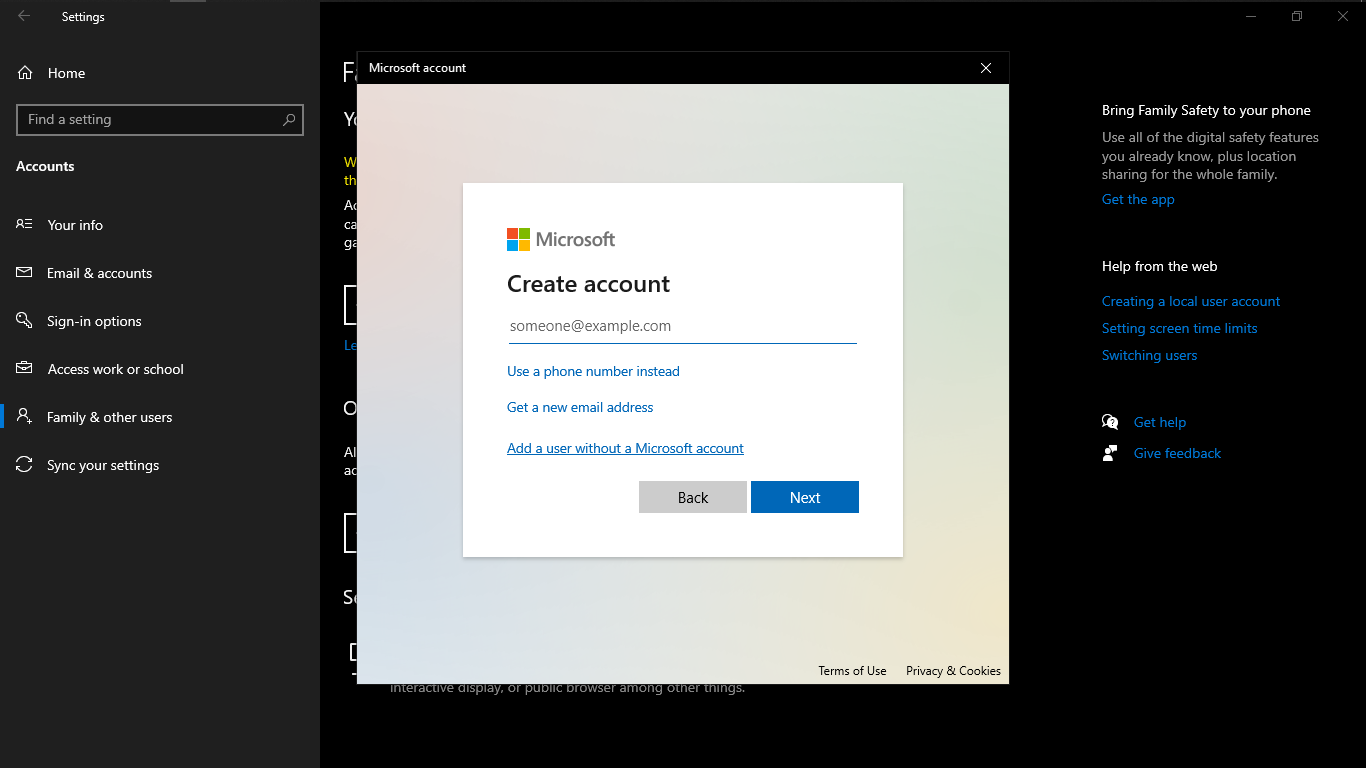 Settings
Home
Find a setting
Accounts
Your info
Email & accounts
Sign-in options
Access work or school
Family & other users
Sync your settings
Microsoft account
Microsoft
Create account
someone@example.com
Use a phone number instead
Get a new email address
Add a user without a Microsoft account
Back
Next
Terms of Use
Privacy & Cookies
interactive display, or public browser among other things.
Bring Family Safety to your phone
Use all of the digital safety features
you already know, plus location
sharing for the whole family.
Get the app
Help from the web
Creating a local user account
Setting screen time limits
Switching users
Get help
Give feedback